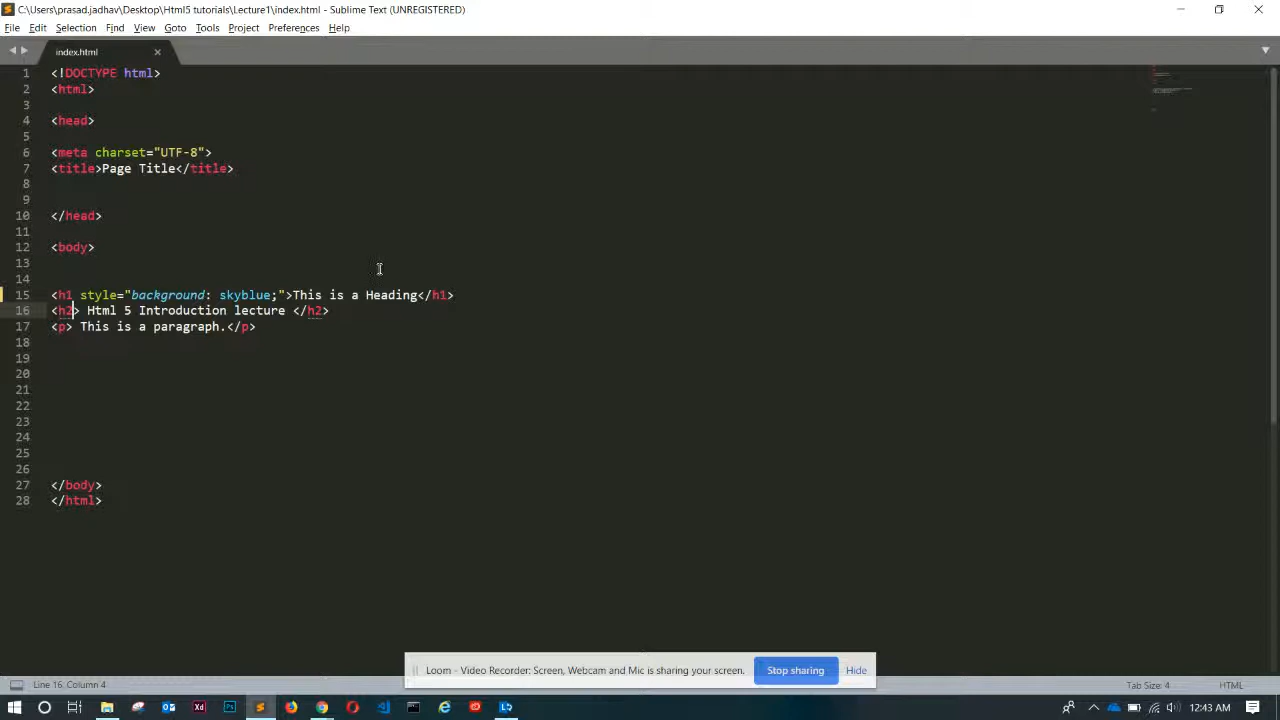 C:\Users\prasad.jadhav\Desktop\Html5 tutorials\Lecture1\index.html - Sublime Text (UNREGISTERED)
File Edit Selection Find View Goto Tools Project Preferences Help
index.html
1 <!DOCTYPE html>
2 <html>
3
4 <head>
5
6 <meta charset="UTF-8">
7 <title>Page Title</title>
8
9
10 </head>
11
12 <body>
13
14
15 <h1 style="background: skyblue;">This is a Heading</h1>
16 <h2> Html 5 Introduction lecture </h2>
17 <p> This is a paragraph.</p>
18
19
20
21
22
23
24
25
26
27 </body>
28 </html>
Loom - Video Recorder: Screen, Webcam and Mic is sharing your screen. Stop sharing Hide
Line 16, Column 4 Tab Size: 4 HTML
Xd Ps 12:43 AM